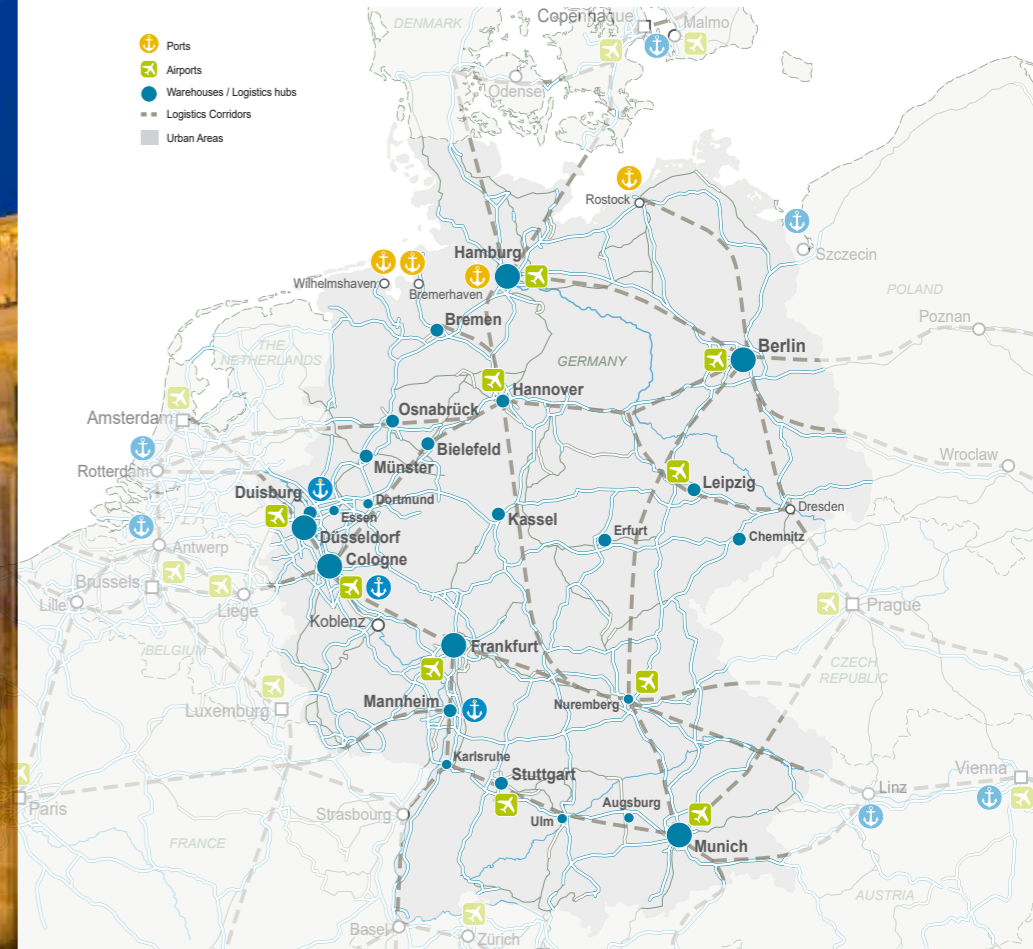 DENMARK
Copenhague
Malmo
Ports
Airports
Warehouses / Logistics hubs
Logistics Corridors
Urban Areas
Odense
Rostock
Hamburg
Szczecin
Wilhelmshaven
Bremerhaven
POLAND
Bremen
Poznan
THE
NETHERLANDS
GERMANY
Berlin
Hannover
Osnabrück
Amsterdam
Bielefeld
Münster
Wroclaw
Rotterdam
Leipzig
Duisburg
Dortmund
Dresden
Essen
Kassel
Düsseldorf
Erfurt
Chemnitz
Antwerp
Cologne
Brussels
Lille
Liege
Prague
Koblenz
BELGIUM
Frankfurt
CZECH
REPUBLIC
Mannheim
Nuremberg
Luxemburg
Karlsruhe
Stuttgart
Vienna
Linz
Paris
Augsburg
Strasbourg
Ulm
FRANCE
Munich
AUSTRIA
Basel
Zürich